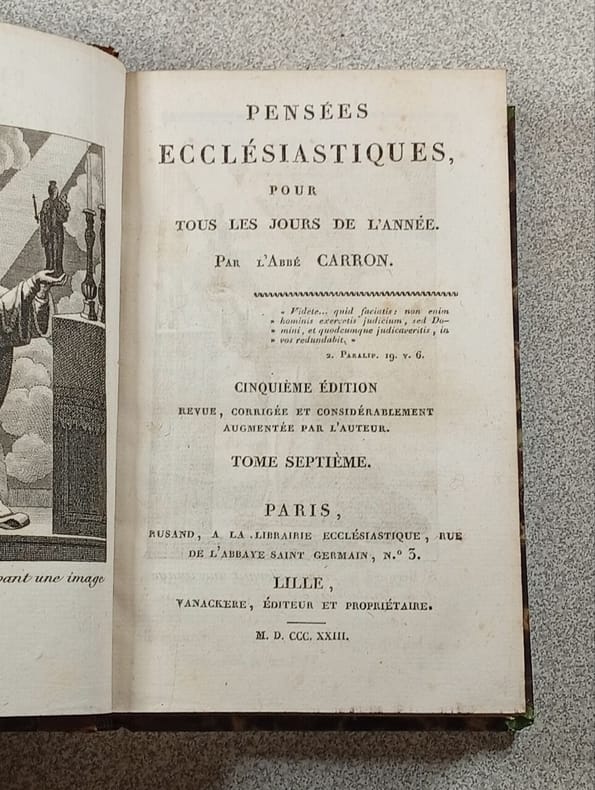 PENSÉES
ECCLÉSIASTIQUES,
POUR
TOUS LES JOURS DE L'ANNÉE.
PAR L'ABBÉ CARRON.
« Videte... quid faciatis: non enim
» hominis exercetis judicium, sed Do-
» mini, et quodcumque judicaveritis, in
» vos redundabit. »
2. PARALIP. 19. v. 6.
CINQUIÈME ÉDITION
REVUE, CORRIGÉE ET CONSIDÉRABLEMENT
AUGMENTÉE PAR L'AUTEUR.
TOME SEPTIÈME.
PARIS,
RUSAND, A LA LIBRAIRIE ECCLÉSIASTIQUE, RUE
DE L'ABBAYE SAINT GERMAIN, N.º 3.
LILLE,
VANACKERE, ÉDITEUR ET PROPRIÉTAIRE.
M. D. CCC. XXIII.
une image